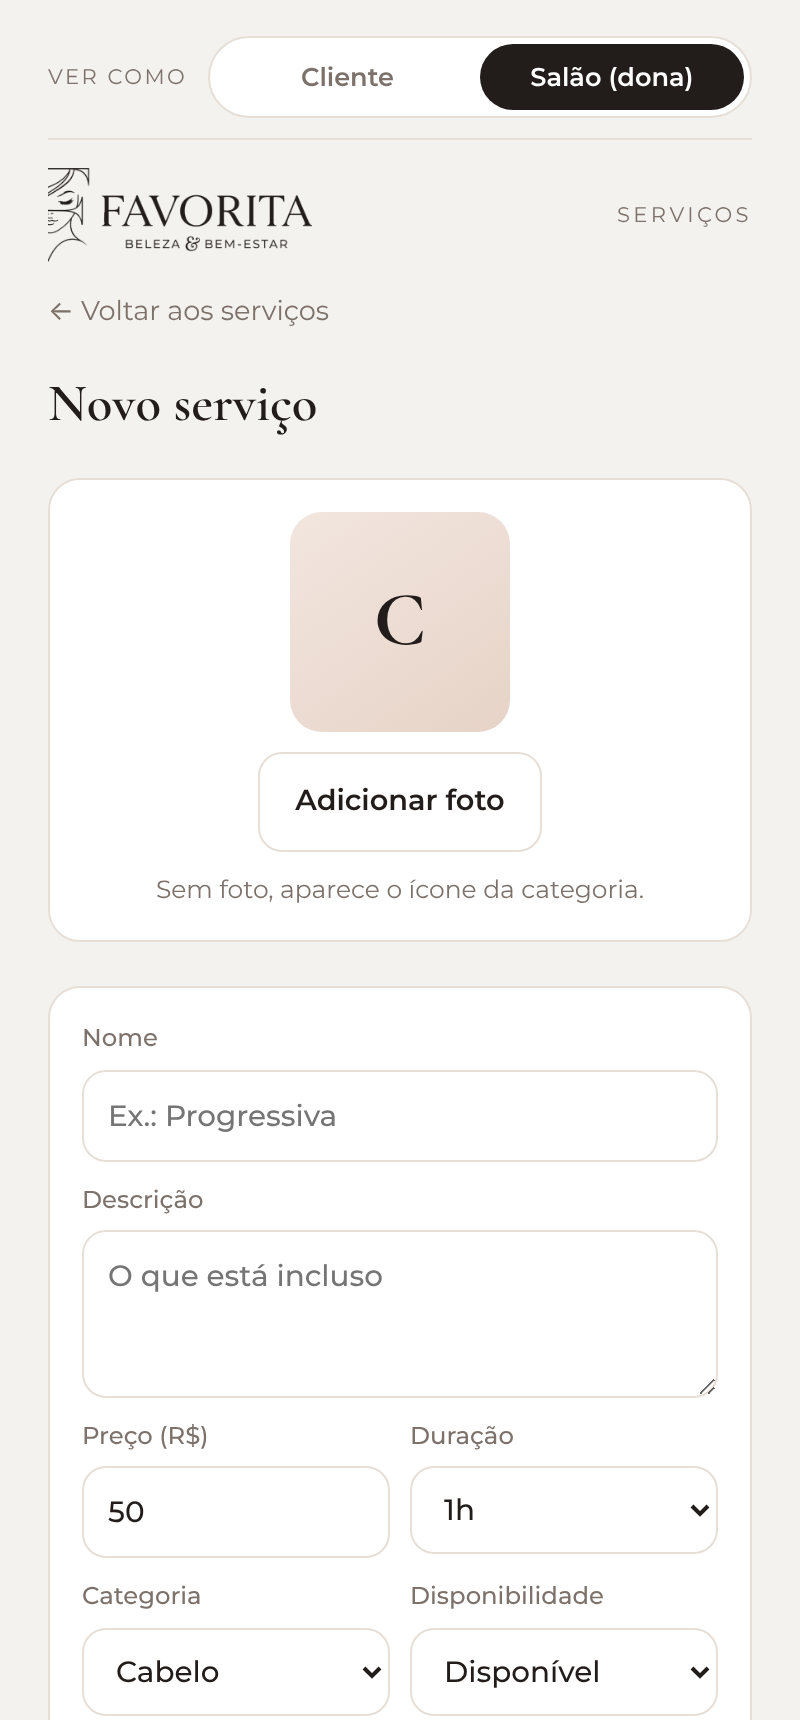 VER COMO
Cliente
Salão (dona)
FAVORITA
BELEZA & BEM-ESTAR
SERVIÇOS
← Voltar aos serviços
Novo serviço
C
Adicionar foto
Sem foto, aparece o ícone da categoria.
Nome
Ex.: Progressiva
Descrição
O que está incluso
Preço (R$)
Duração
50
1h
Categoria
Disponibilidade
Cabelo
Disponível